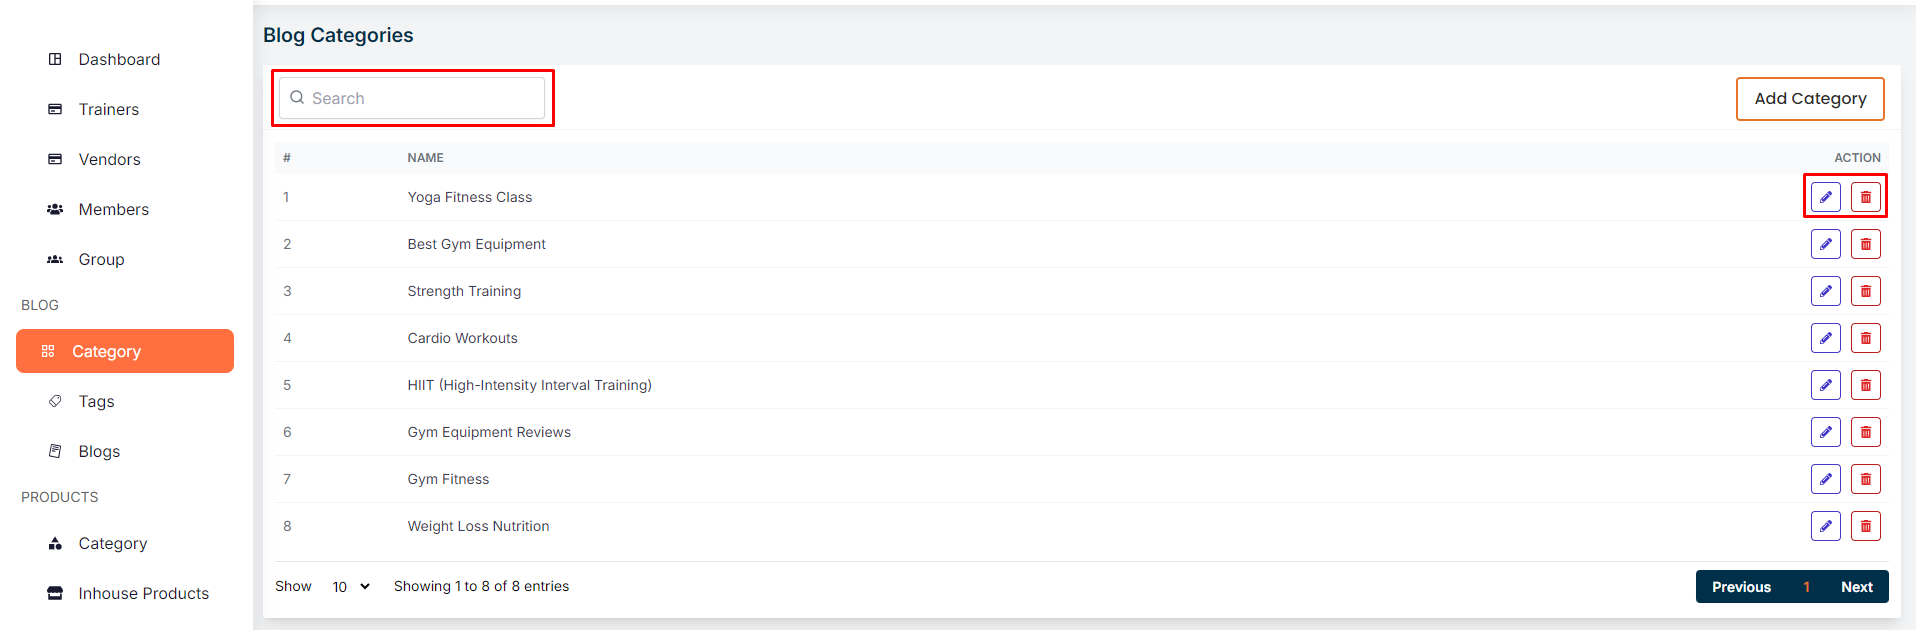 Dashboard
Trainers
Vendors
Members
Group
BLOG
Category
Tags
Blogs
PRODUCTS
Category
Inhouse Products
Blog Categories
Search
Add Category
# NAME ACTION
1 Yoga Fitness Class
2 Best Gym Equipment
3 Strength Training
4 Cardio Workouts
5 HIIT (High-Intensity Interval Training)
6 Gym Equipment Reviews
7 Gym Fitness
8 Weight Loss Nutrition
Show 10 Showing 1 to 8 of 8 entries Previous 1 Next